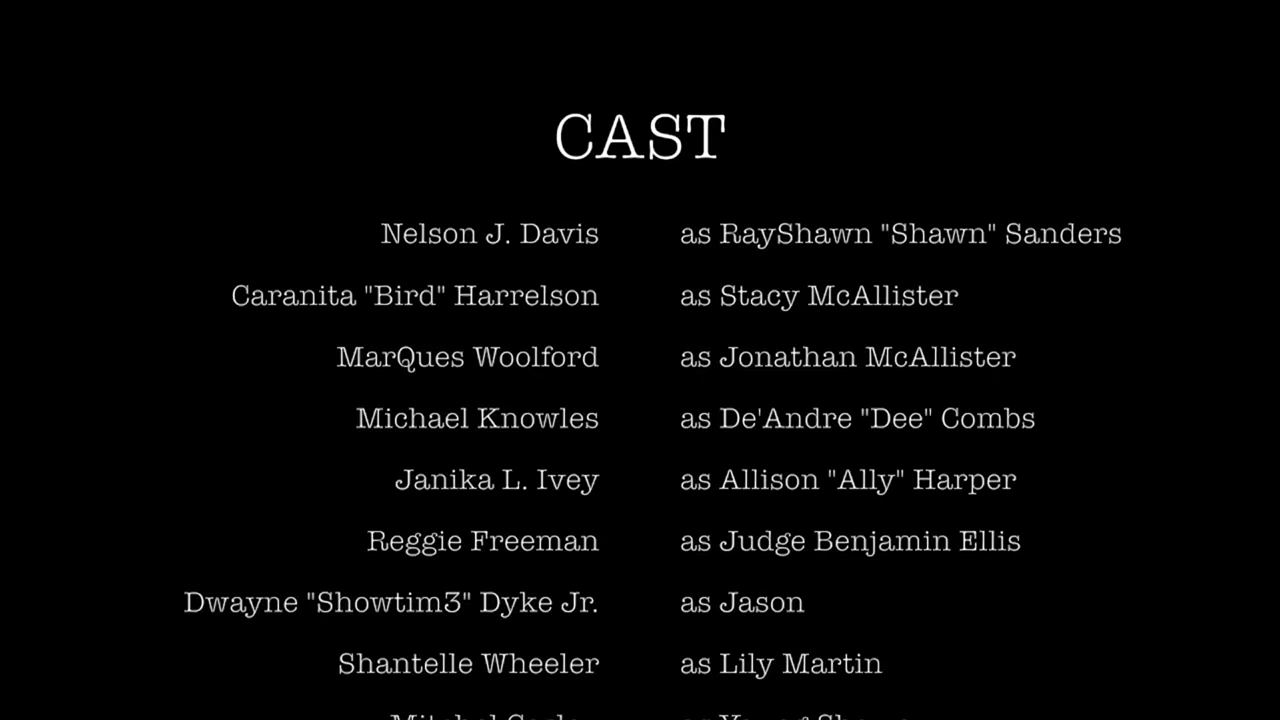 CAST
Nelson J. Davis as RayShawn "Shawn" Sanders
Caranita "Bird" Harrelson as Stacy McAllister
MarQues Woolford as Jonathan McAllister
Michael Knowles as De'Andre "Dee" Combs
Janika L. Ivey as Allison "Ally" Harper
Reggie Freeman as Judge Benjamin Ellis
Dwayne "Showtim3" Dyke Jr. as Jason
Shantelle Wheeler as Lily Martin